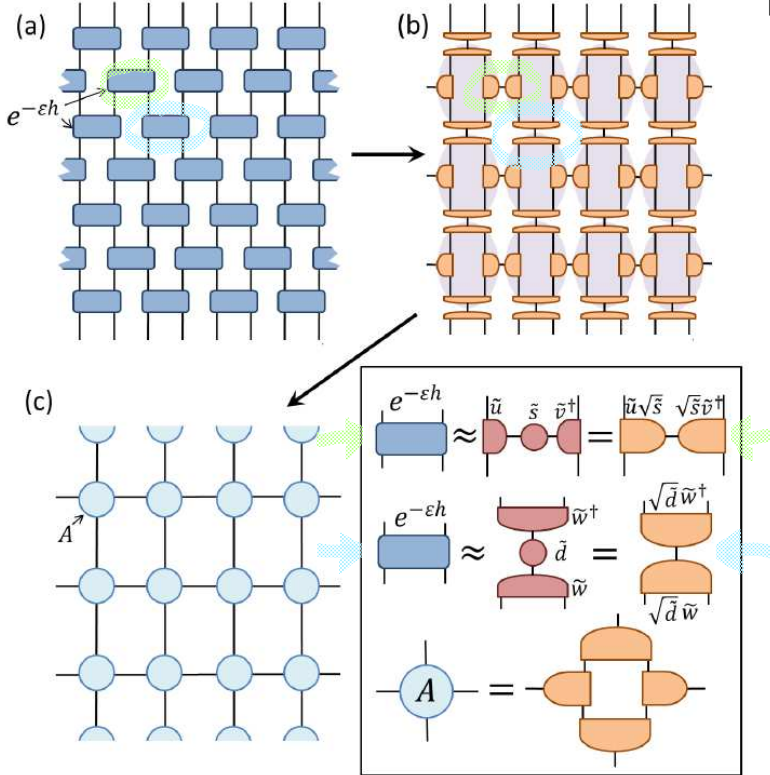 (a)
(b)
e^{-εh}
(c)
A
e^{-εh} ≈ ũ s̃ ṽ† = ũ√s̃ √s̃ṽ†
e^{-εh} ≈ w̃† d̃ w̃ = √d̃ w̃† √d̃ w̃
A =